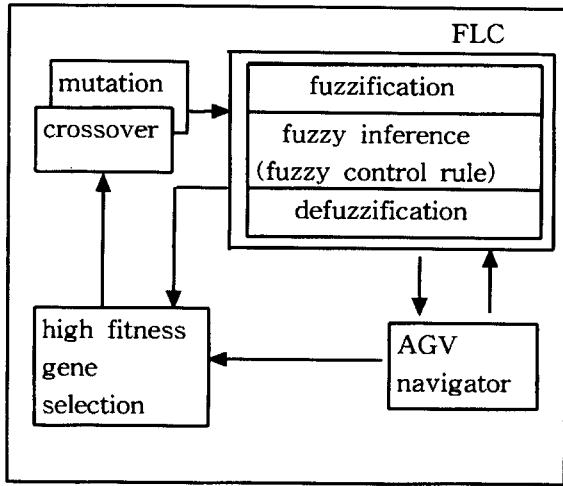 FLC
mutation
crossover
fuzzification
fuzzy inference
(fuzzy control rule)
defuzzification
high fitness
gene
selection
AGV
navigator